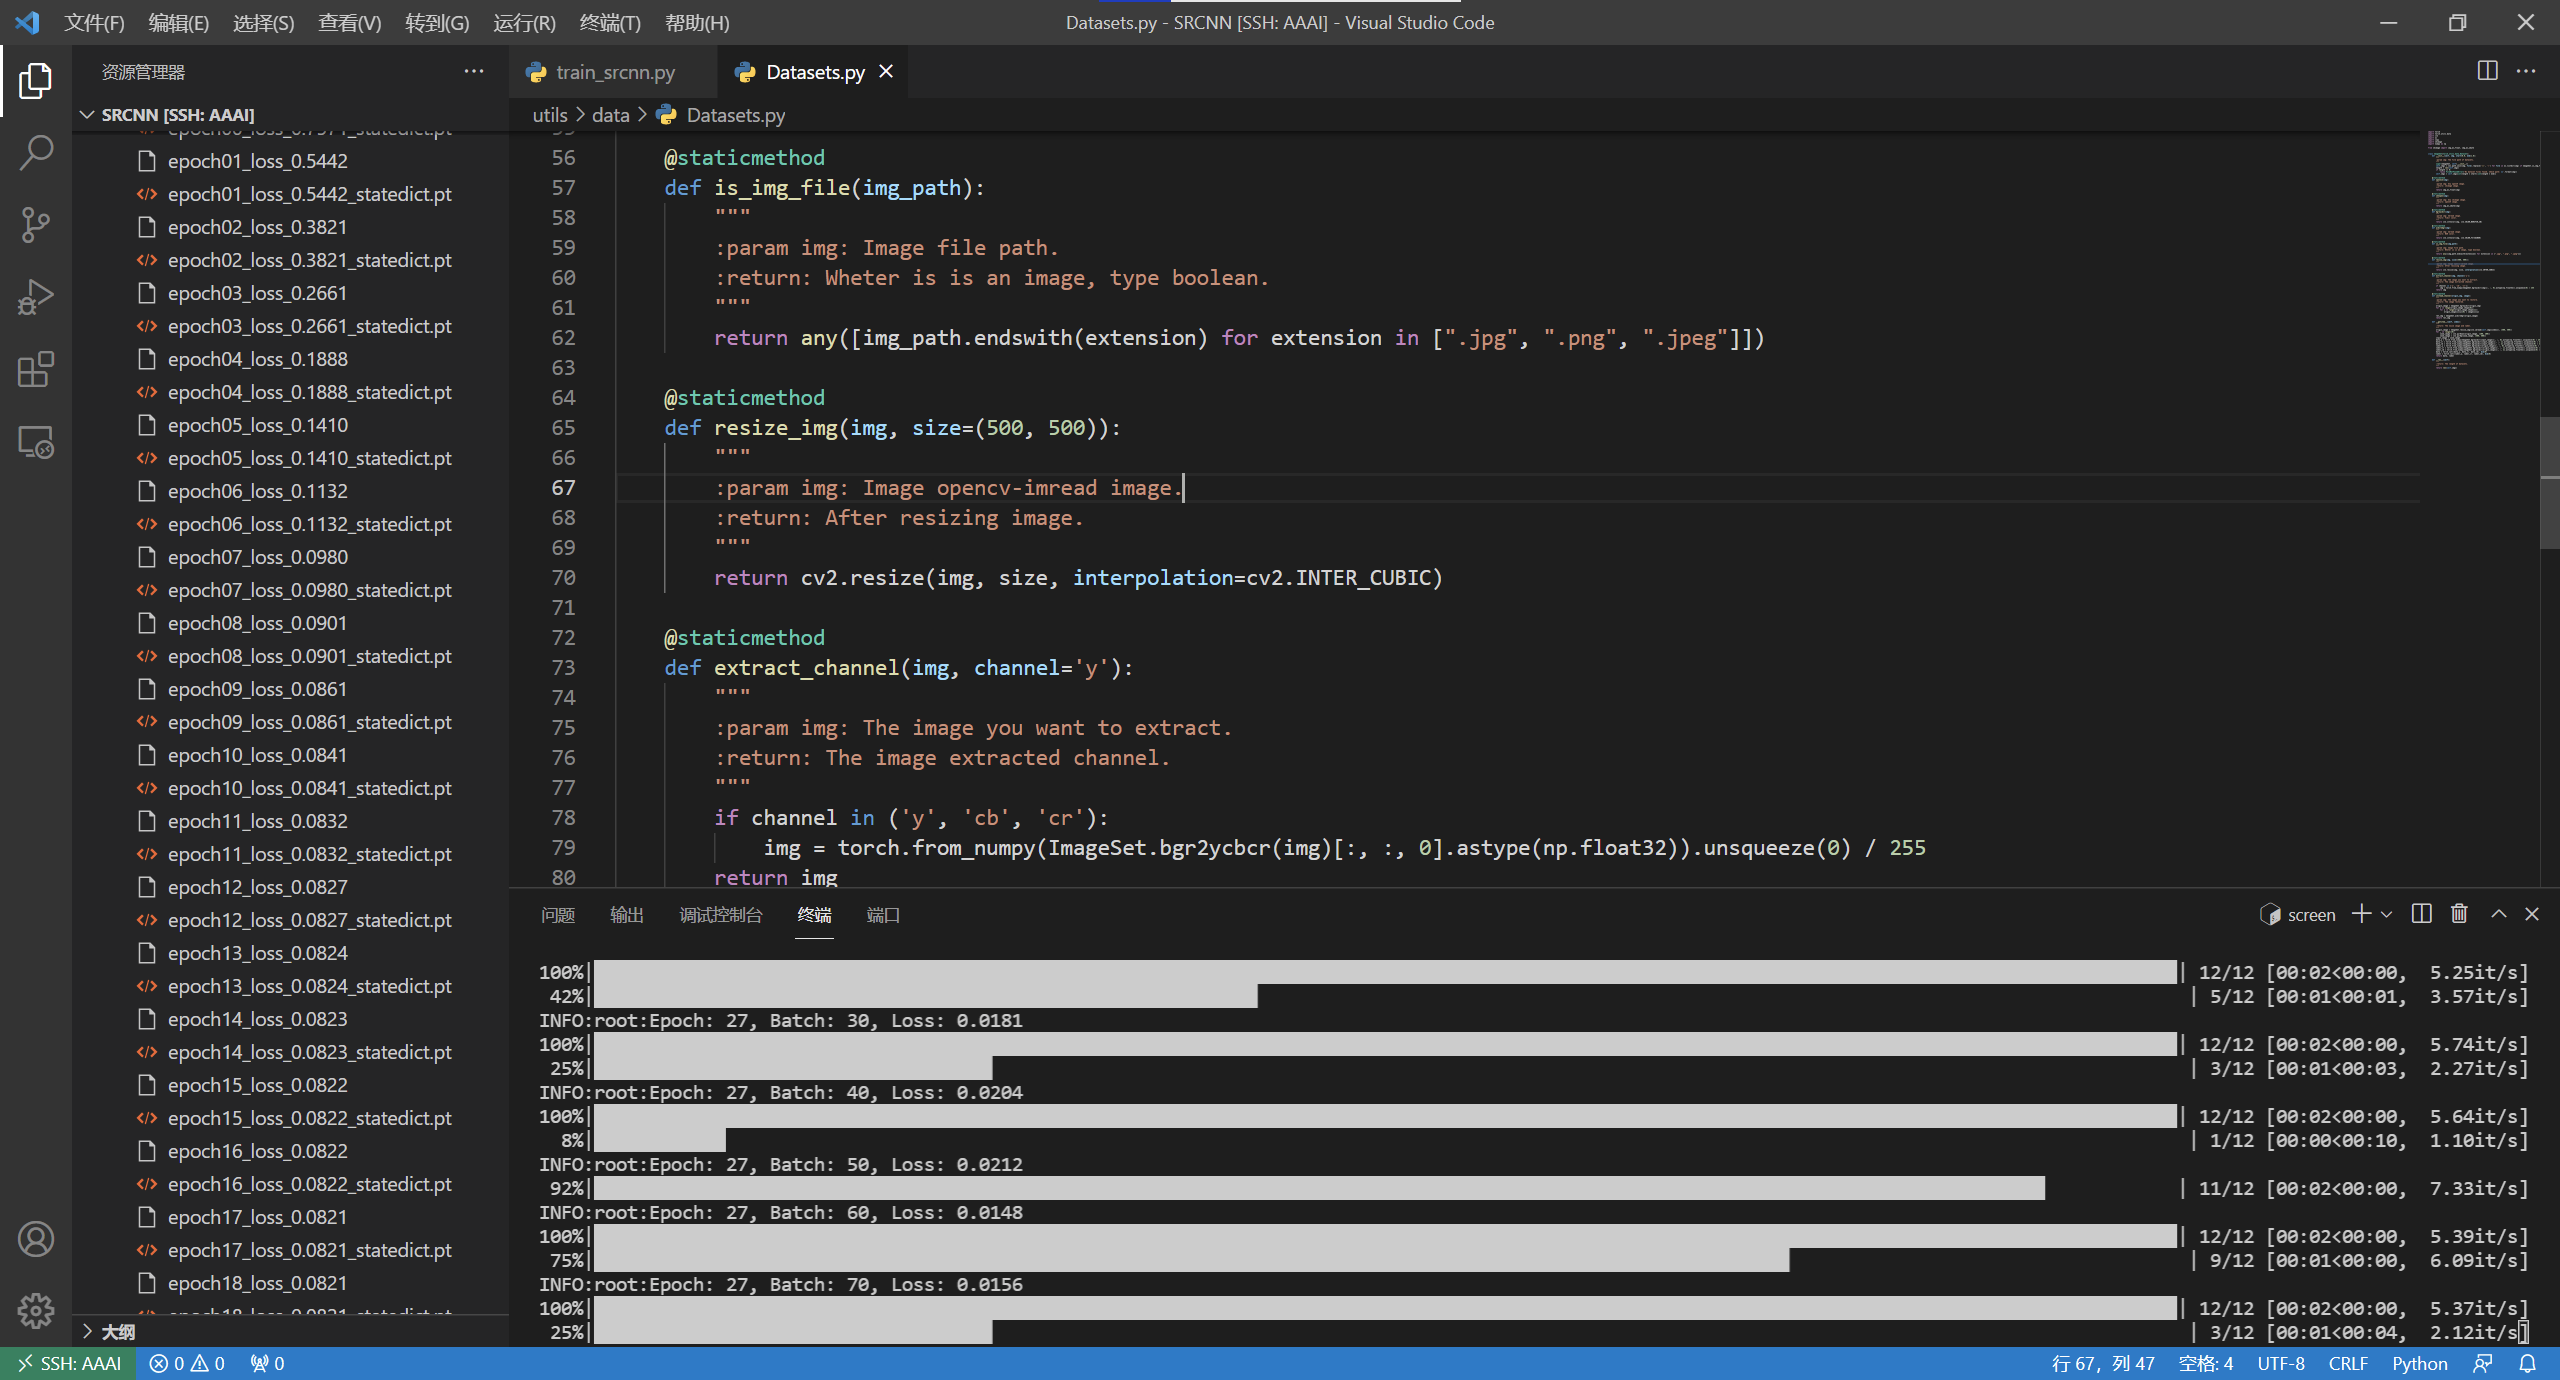 文件(F) 编辑(E) 选择(S) 查看(V) 转到(G) 运行(R) 终端(T) 帮助(H) Datasets.py - SRCNN [SSH: AAAI] - Visual Studio Code
资源管理器
SRCNN [SSH: AAAI]
epoch01_loss_0.5442
epoch01_loss_0.5442_statedict.pt
epoch02_loss_0.3821
epoch02_loss_0.3821_statedict.pt
epoch03_loss_0.2661
epoch03_loss_0.2661_statedict.pt
epoch04_loss_0.1888
epoch04_loss_0.1888_statedict.pt
epoch05_loss_0.1410
epoch05_loss_0.1410_statedict.pt
epoch06_loss_0.1132
epoch06_loss_0.1132_statedict.pt
epoch07_loss_0.0980
epoch07_loss_0.0980_statedict.pt
epoch08_loss_0.0901
epoch08_loss_0.0901_statedict.pt
epoch09_loss_0.0861
epoch09_loss_0.0861_statedict.pt
epoch10_loss_0.0841
epoch10_loss_0.0841_statedict.pt
epoch11_loss_0.0832
epoch11_loss_0.0832_statedict.pt
epoch12_loss_0.0827
epoch12_loss_0.0827_statedict.pt
epoch13_loss_0.0824
epoch13_loss_0.0824_statedict.pt
epoch14_loss_0.0823
epoch14_loss_0.0823_statedict.pt
epoch15_loss_0.0822
epoch15_loss_0.0822_statedict.pt
epoch16_loss_0.0822
epoch16_loss_0.0822_statedict.pt
epoch17_loss_0.0821
epoch17_loss_0.0821_statedict.pt
epoch18_loss_0.0821
大纲
train_srcnn.py Datasets.py
utils > data > Datasets.py
56 @staticmethod
57 def is_img_file(img_path):
58 """
59 :param img: Image file path.
60 :return: Wheter is is an image, type boolean.
61 """
62 return any([img_path.endswith(extension) for extension in [".jpg", ".png", ".jpeg"]])
63
64 @staticmethod
65 def resize_img(img, size=(500, 500)):
66 """
67 :param img: Image opencv-imread image.
68 :return: After resizing image.
69 """
70 return cv2.resize(img, size, interpolation=cv2.INTER_CUBIC)
71
72 @staticmethod
73 def extract_channel(img, channel='y'):
74 """
75 :param img: The image you want to extract.
76 :return: The image extracted channel.
77 """
78 if channel in ('y', 'cb', 'cr'):
79 img = torch.from_numpy(ImageSet.bgr2ycbcr(img)[:, :, 0].astype(np.float32)).unsqueeze(0) / 255
80 return img
问题 输出 调试控制台 终端 端口 screen
100%| | 12/12 [00:02<00:00, 5.25it/s]
42%| | 5/12 [00:01<00:01, 3.57it/s]
INFO:root:Epoch: 27, Batch: 30, Loss: 0.0181
100%| | 12/12 [00:02<00:00, 5.74it/s]
25%| | 3/12 [00:01<00:03, 2.27it/s]
INFO:root:Epoch: 27, Batch: 40, Loss: 0.0204
100%| | 12/12 [00:02<00:00, 5.64it/s]
8%| | 1/12 [00:00<00:10, 1.10it/s]
INFO:root:Epoch: 27, Batch: 50, Loss: 0.0212
92%| | 11/12 [00:02<00:00, 7.33it/s]
INFO:root:Epoch: 27, Batch: 60, Loss: 0.0148
100%| | 12/12 [00:02<00:00, 5.39it/s]
75%| | 9/12 [00:01<00:00, 6.09it/s]
INFO:root:Epoch: 27, Batch: 70, Loss: 0.0156
100%| | 12/12 [00:02<00:00, 5.37it/s]
25%| | 3/12 [00:01<00:04, 2.12it/s]
SSH: AAAI 0 0 0 行 67，列 47 空格: 4 UTF-8 CRLF Python